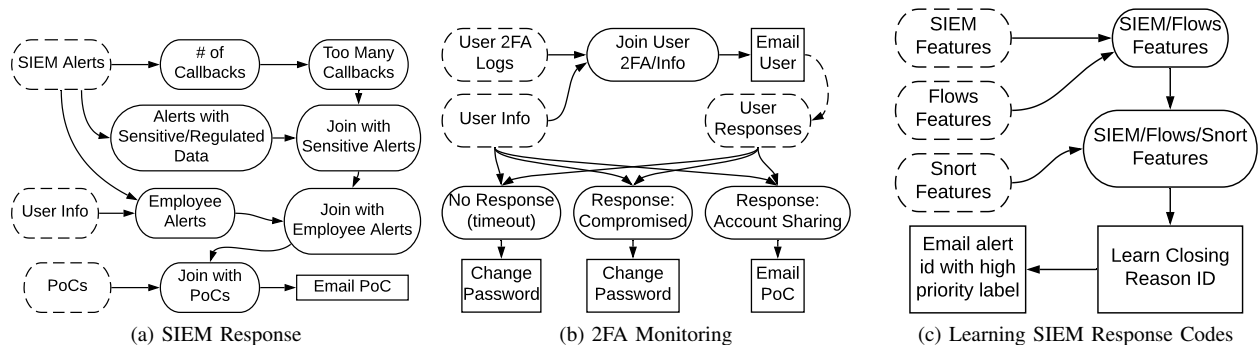 SIEM Alerts
# of
Callbacks
Too Many
Callbacks
Alerts with
Sensitive/Regulated
Data
Join with
Sensitive Alerts
User Info
Employee
Alerts
Join with
Employee Alerts
PoCs
Join with
PoCs
Email PoC
(a) SIEM Response
User 2FA
Logs
Join User
2FA/Info
Email
User
User Info
User
Responses
No Response
(timeout)
Response:
Compromised
Response:
Account Sharing
Change
Password
Change
Password
Email
PoC
(b) 2FA Monitoring
SIEM
Features
SIEM/Flows
Features
Flows
Features
SIEM/Flows/Snort
Features
Snort
Features
Email alert
id with high
priority label
Learn Closing
Reason ID
(c) Learning SIEM Response Codes